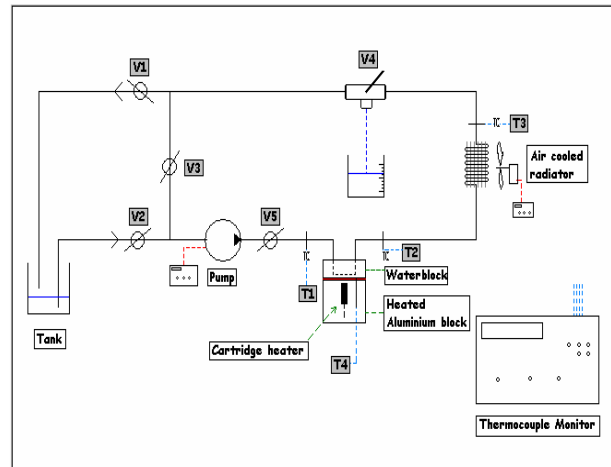 V1
V4
T3
TC
Air cooled
radiator
V3
V2
V5
Pump
TC
TC
T2
T1
Waterblock
Heated
Aluminium block
Tank
Cartridge heater
T4
Thermocouple Monitor